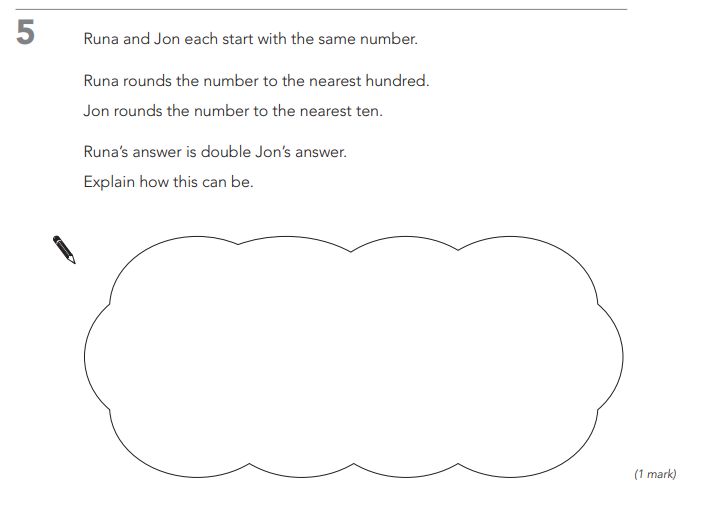 5
Runa and Jon each start with the same number.
Runa rounds the number to the nearest hundred.
Jon rounds the number to the nearest ten.
Runa’s answer is double Jon’s answer.
Explain how this can be.
(1 mark)